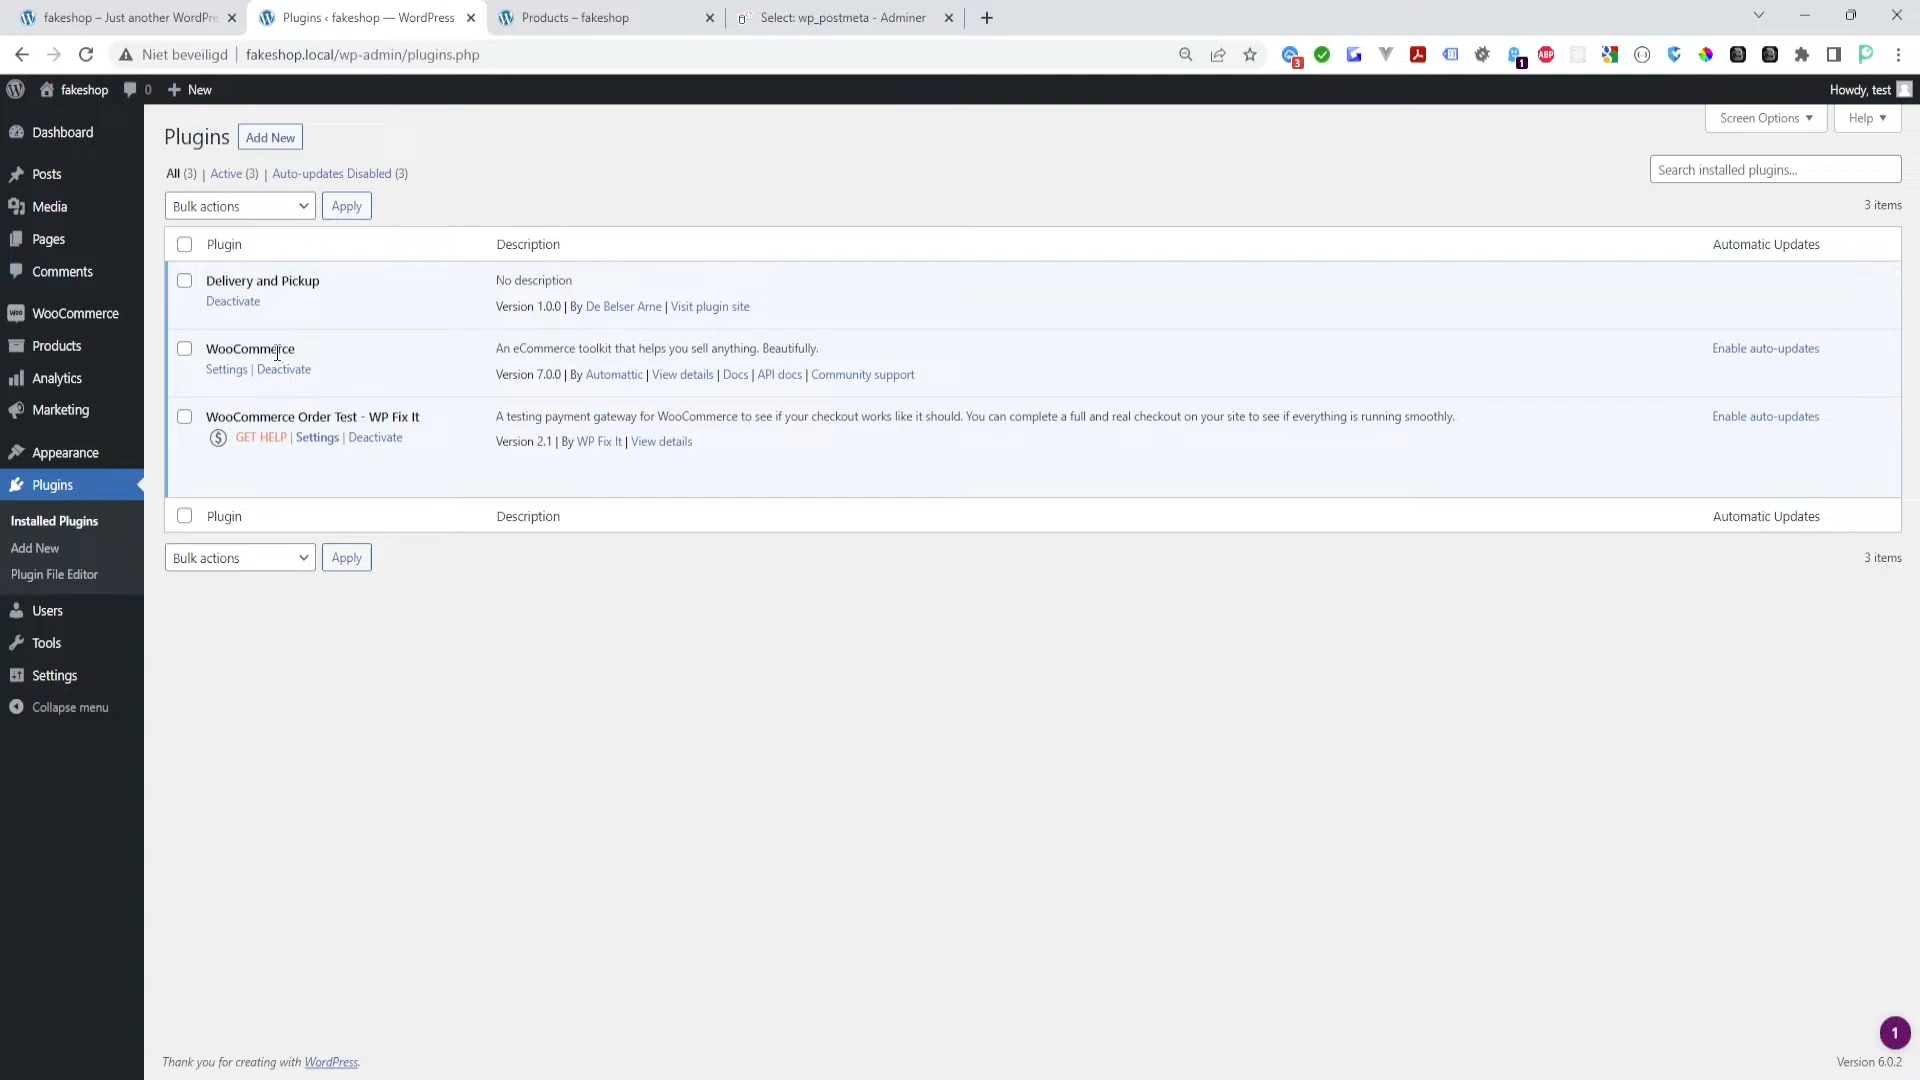 fakeshop – Just another WordPre
Plugins ‹ fakeshop — WordPress
Products – fakeshop
Select: wp_postmeta - Adminer
Niet beveiligd
fakeshop.local/wp-admin/plugins.php
3
1
ABP
fakeshop
0
New
Howdy, test
Dashboard
Posts
Media
Pages
Comments
WooCommerce
Products
Analytics
Marketing
Appearance
Plugins
Installed Plugins
Add New
Plugin File Editor
Users
Tools
Settings
Collapse menu
Screen Options
Help
Plugins
Add New
All (3) | Active (3) | Auto-updates Disabled (3)
Search installed plugins...
Bulk actions
Apply
3 items
Plugin
Description
Automatic Updates
Delivery and Pickup
Deactivate
No description
Version 1.0.0 | By De Belser Arne | Visit plugin site
WooCommerce
Settings | Deactivate
An eCommerce toolkit that helps you sell anything. Beautifully.
Version 7.0.0 | By Automattic | View details | Docs | API docs | Community support
Enable auto-updates
WooCommerce Order Test - WP Fix It
GET HELP | Settings | Deactivate
A testing payment gateway for WooCommerce to see if your checkout works like it should. You can complete a full and real checkout on your site to see if everything is running smoothly.
Version 2.1 | By WP Fix It | View details
Enable auto-updates
Plugin
Description
Automatic Updates
Bulk actions
Apply
3 items
1
Thank you for creating with WordPress.
Version 6.0.2